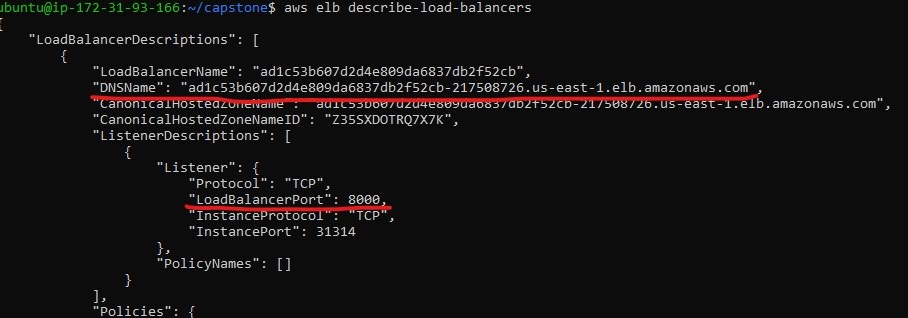 ubuntu@ip-172-31-93-166:~/capstone$ aws elb describe-load-balancers
{
"LoadBalancerDescriptions": [
{
"LoadBalancerName": "ad1c53b607d2d4e809da6837db2f52cb",
"DNSName": "ad1c53b607d2d4e809da6837db2f52cb-217508726.us-east-1.elb.amazonaws.com",
"CanonicalHostedZoneName": "ad1c53b607d2d4e809da6837db2f52cb-217508726.us-east-1.elb.amazonaws.com",
"CanonicalHostedZoneNameID": "Z35SXDOTRQ7X7K",
"ListenerDescriptions": [
{
"Listener": {
"Protocol": "TCP",
"LoadBalancerPort": 8000,
"InstanceProtocol": "TCP",
"InstancePort": 31314
},
"PolicyNames": []
}
],
"Policies": {